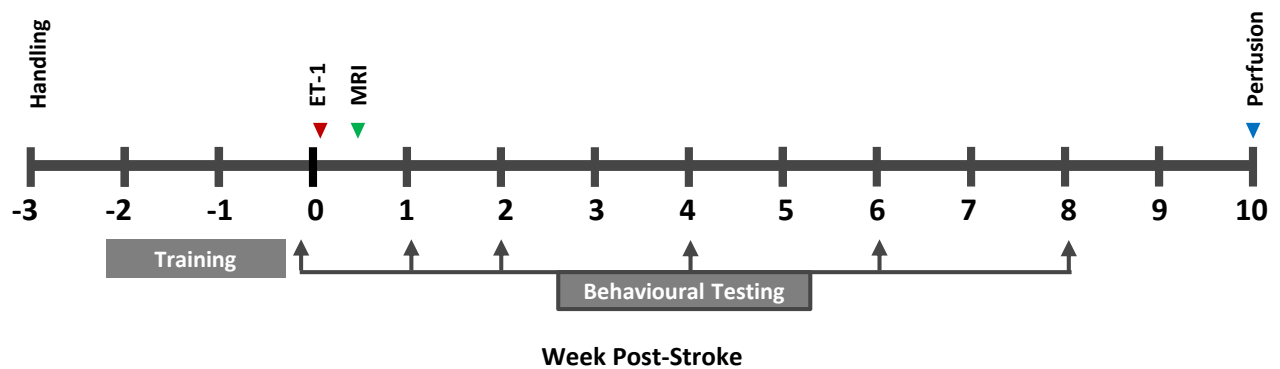 Handling
ET-1
MRI
Perfusion
-3 -2 -1 0 1 2 3 4 5 6 7 8 9 10
Training
Behavioural Testing
Week Post-Stroke